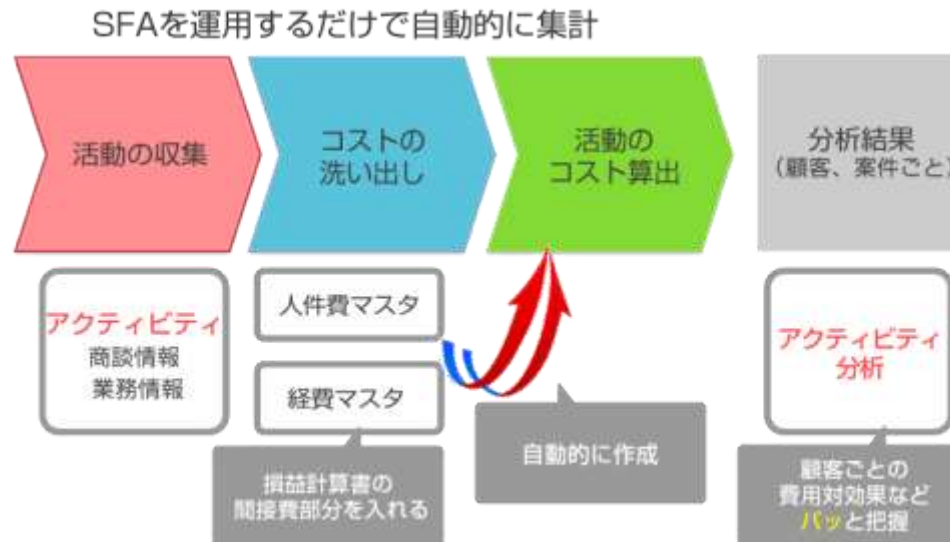 SFAを運用するだけで自動的に集計
活動の収集
コストの
洗い出し
活動の
コスト算出
分析結果
(顧客、案件ごと)
アクティビティ
商談情報
業務情報
人件費マスタ
経費マスタ
損益計算書の
間接費部分を入れる
自動的に作成
アクティビティ
分析
顧客ごとの
費用対効果など
パッと把握